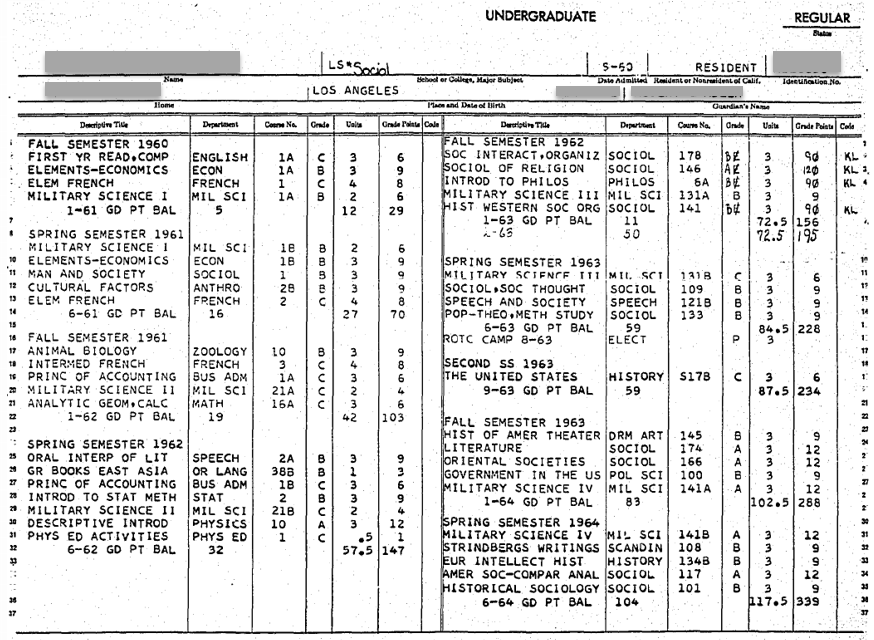 UNDERGRADUATE
REGULAR
Status
LS*Social
S-60
RESIDENT
Name
School or College, Major Subject
Date Admitted
Resident or Nonresident of Calif.
Identification No.
LOS ANGELES
Home
Place and Date of Birth
Guardian's Name
Descriptive Title Department Course No. Grade Units Grade Points Code
FALL SEMESTER 1960
FIRST YR READ,COMP ENGLISH 1A C 3 6
ELEMENTS-ECONOMICS ECON 1A B 3 9
ELEM FRENCH FRENCH 1 C 4 8
MILITARY SCIENCE I MIL SCI 1A B 2 6
1-61 GD PT BAL 5 12 29
SPRING SEMESTER 1961
MILITARY SCIENCE I MIL SCI 1B B 2 6
ELEMENTS-ECONOMICS ECON 1B B 3 9
MAN AND SOCIETY SOCIOL 1 B 3 9
CULTURAL FACTORS ANTHRO 2B B 3 9
ELEM FRENCH FRENCH 2 C 4 8
6-61 GD PT BAL 16 27 70
FALL SEMESTER 1961
ANIMAL BIOLOGY ZOOLOGY 10 B 3 9
INTERMED FRENCH FRENCH 3 C 4 8
PRINC OF ACCOUNTING BUS ADM 1A C 3 6
MILITARY SCIENCE II MIL SCI 21A C 2 4
ANALYTIC GEOM,CALC MATH 16A C 3 6
1-62 GD PT BAL 19 42 103
SPRING SEMESTER 1962
ORAL INTERP OF LIT SPEECH 2A B 3 9
GR BOOKS EAST ASIA OR LANG 38B B 1 3
PRINC OF ACCOUNTING BUS ADM 1B C 3 6
INTROD TO STAT METH STAT 2 B 3 9
MILITARY SCIENCE II MIL SCI 21B C 2 4
DESCRIPTIVE INTROD PHYSICS 10 A 3 12
PHYS ED ACTIVITIES PHYS ED 1 C .5 1
6-62 GD PT BAL 32 57.5 147
Descriptive Title Department Course No. Grade Units Grade Points Code
FALL SEMESTER 1962
SOC INTERACT,ORGANIZ SOCIOL 178 B 3 9 KL
SOCIOL OF RELIGION SOCIOL 146 A 3 12 KL
INTROD TO PHILOS PHILOS 6A B 3 9 KL
MILITARY SCIENCE III MIL SCI 131A B 3 9
HIST WESTERN SOC ORG SOCIOL 141 B 3 9 KL
1-63 GD PT BAL 11 72.5 156
2-63 50 72.5 195
SPRING SEMESTER 1963
MILITARY SCIENCE III MIL SCI 131B C 3 6
SOCIOL,SOC THOUGHT SOCIOL 109 B 3 9
SPEECH AND SOCIETY SPEECH 121B B 3 9
POP-THEO,METH STUDY SOCIOL 133 B 3 9
6-63 GD PT BAL 59 84.5 228
ROTC CAMP 8-63 ELECT P 3
SECOND SS 1963
THE UNITED STATES HISTORY S17B C 3 6
9-63 GD PT BAL 59 87.5 234
FALL SEMESTER 1963
HIST OF AMER THEATER DRM ART 145 B 3 9
LITERATURE SOCIOL 174 A 3 12
ORIENTAL SOCIETIES SOCIOL 166 A 3 12
GOVERNMENT IN THE US POL SCI 100 B 3 9
MILITARY SCIENCE IV MIL SCI 141A A 3 12
1-64 GD PT BAL 83 102.5 288
SPRING SEMESTER 1964
MILITARY SCIENCE IV MIL SCI 141B A 3 12
STRINDBERGS WRITINGS SCANDIN 108 B 3 9
EUR INTELLECT HIST HISTORY 134B B 3 9
AMER SOC-COMPAR ANAL SOCIOL 117 A 3 12
HISTORICAL SOCIOLOGY SOCIOL 101 B 3 9
6-64 GD PT BAL 104 117.5 339